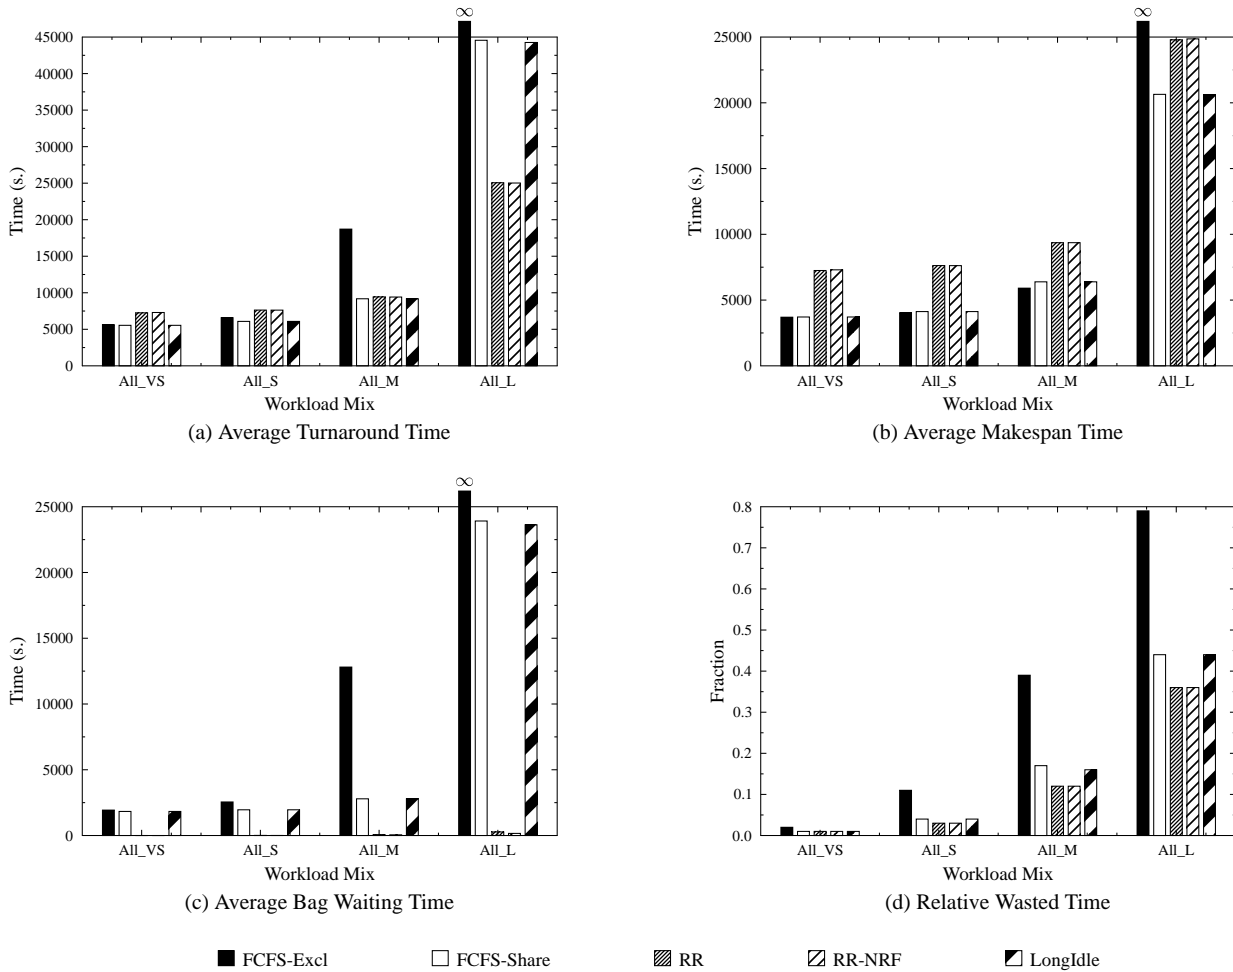 ∞
45000
40000
35000
30000
25000
20000
15000
10000
5000
0
Time (s.)
All_VS All_S All_M All_L
Workload Mix
(a) Average Turnaround Time
∞
25000
20000
15000
10000
5000
0
Time (s.)
All_VS All_S All_M All_L
Workload Mix
(b) Average Makespan Time
∞
25000
20000
15000
10000
5000
0
Time (s.)
All_VS All_S All_M All_L
Workload Mix
(c) Average Bag Waiting Time
0.8
0.7
0.6
0.5
0.4
0.3
0.2
0.1
0.0
Fraction
All_VS All_S All_M All_L
Workload Mix
(d) Relative Wasted Time
FCFS-Excl FCFS-Share RR RR-NRF LongIdle